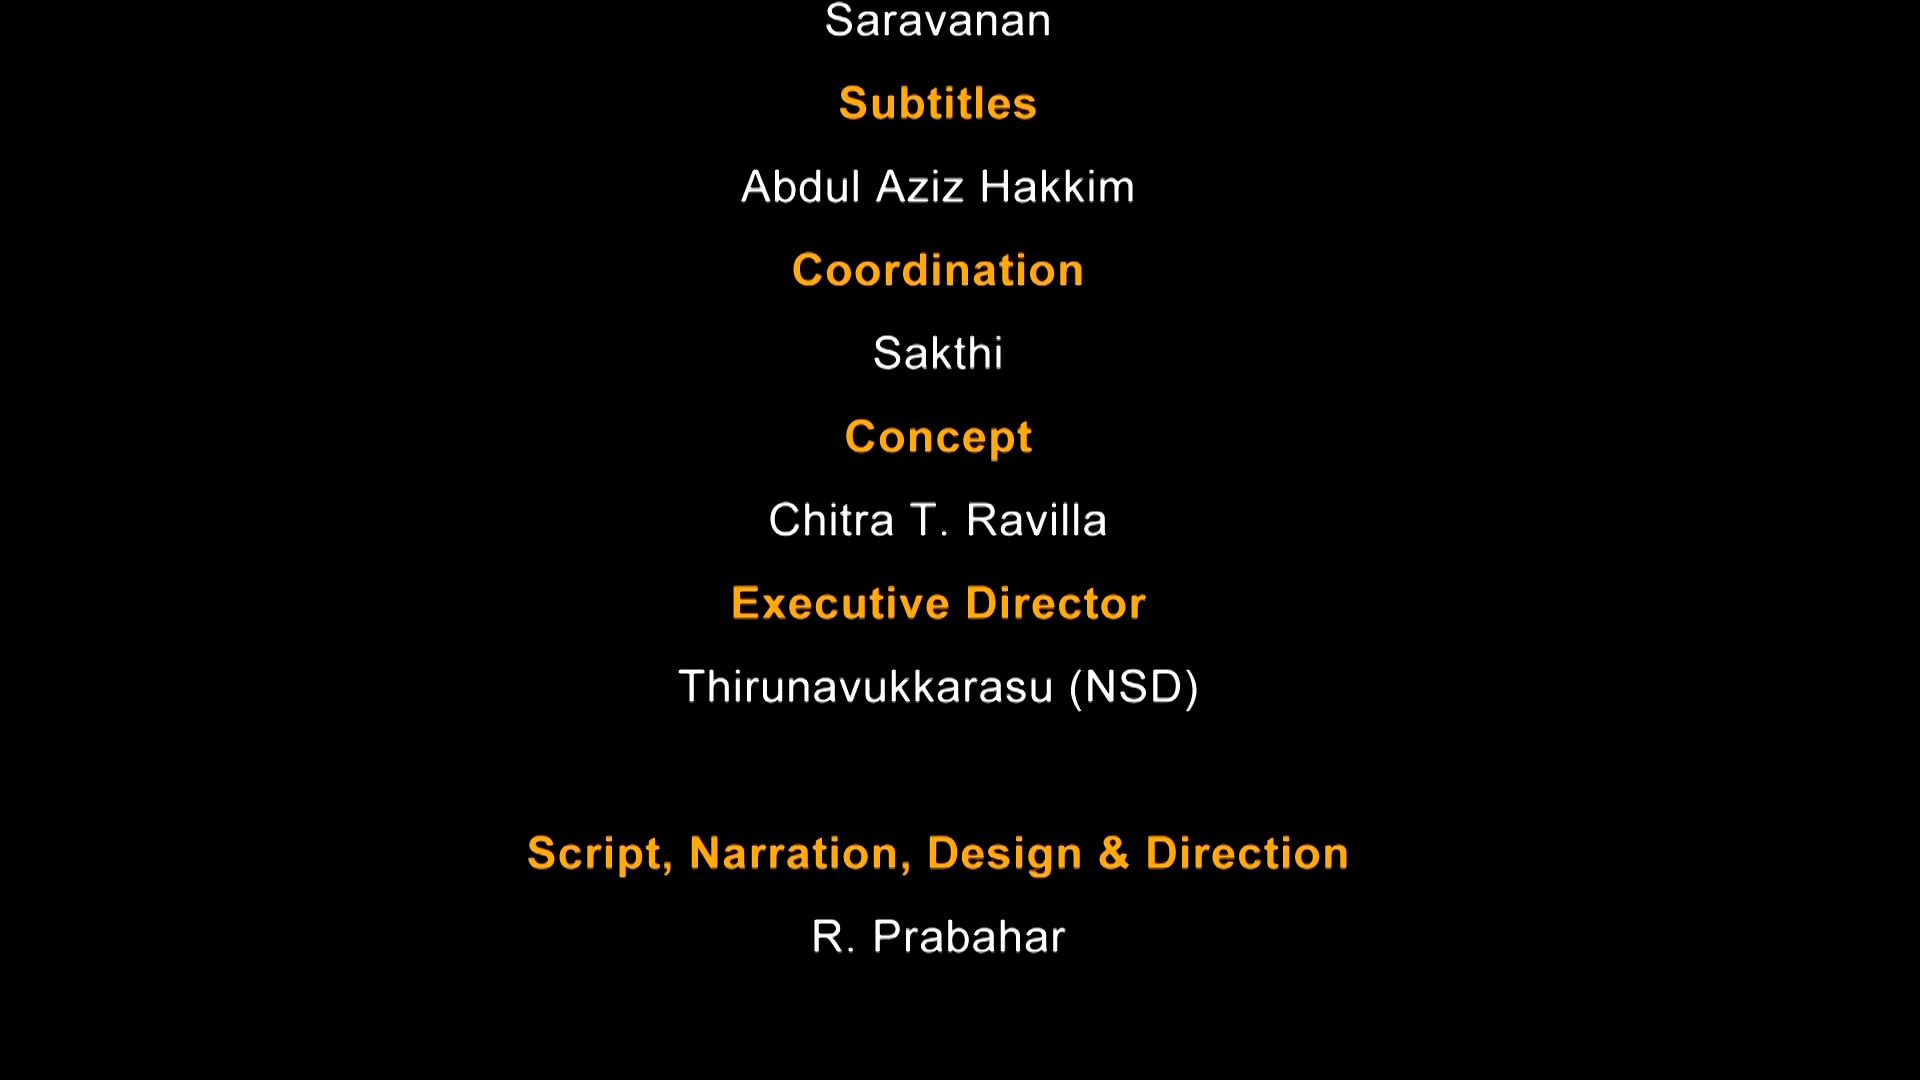 Saravanan
Subtitles
Abdul Aziz Hakkim
Coordination
Sakthi
Concept
Chitra T. Ravilla
Executive Director
Thirunavukkarasu (NSD)
Script, Narration, Design & Direction
R. Prabahar